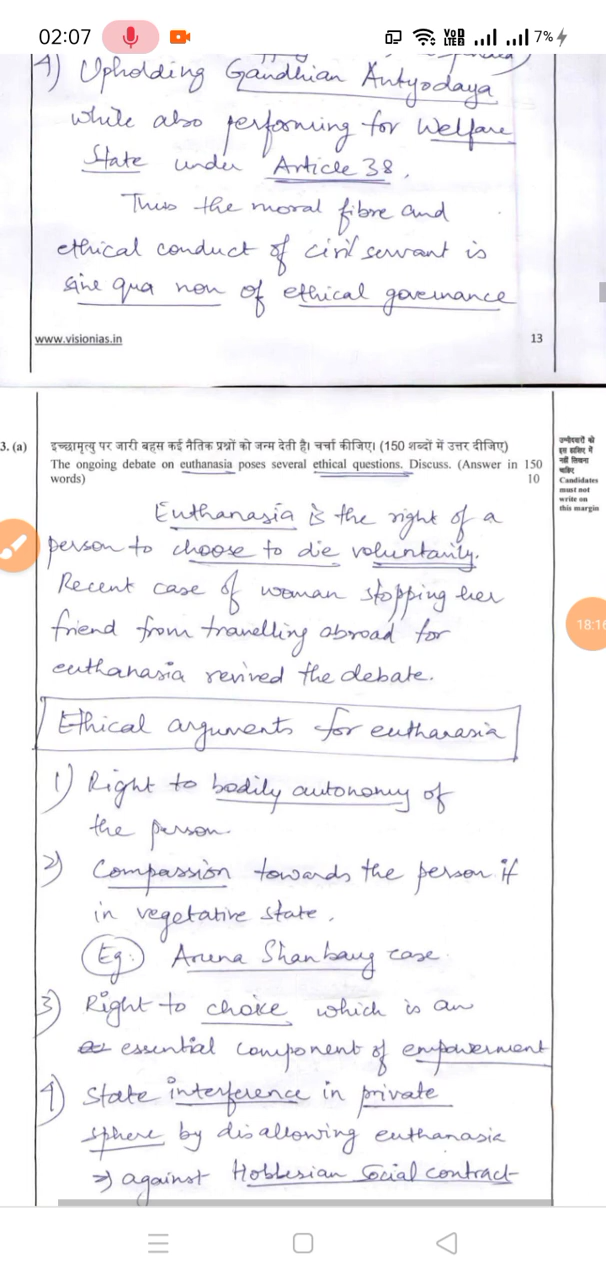 02:07
VoD LTE2 7%
4) Upholding Gandhian Antyodaya
while also performing for Welfare
State under Article 38.
Thus the moral fibre and
ethical conduct of civil servant is
sine qua non of ethical governance
www.visionias.in 13
3. (a) इच्छामृत्यु पर जारी बहस कई नैतिक प्रश्नों को जन्म देती है। चर्चा कीजिए। (150 शब्दों में उत्तर दीजिए)
The ongoing debate on euthanasia poses several ethical questions. Discuss. (Answer in 150
words) 10
उम्मीदवारों को
इस हाशिए में
नहीं लिखना
चाहिए
Candidates
must not
write on
this margin
Euthanasia is the right of a
person to choose to die voluntarily.
Recent case of woman stopping her
friend from travelling abroad for
euthanasia revived the debate.
18:16
Ethical arguments for euthanasia
1) Right to bodily autonomy of
the person.
2) Compassion towards the person if
in vegetative state.
Eg: Aruna Shanbaug case.
3) Right to choice which is an
essential component of empowerment
4) State interference in private
sphere by disallowing euthanasia
⇒ against Hobbesian Social contract